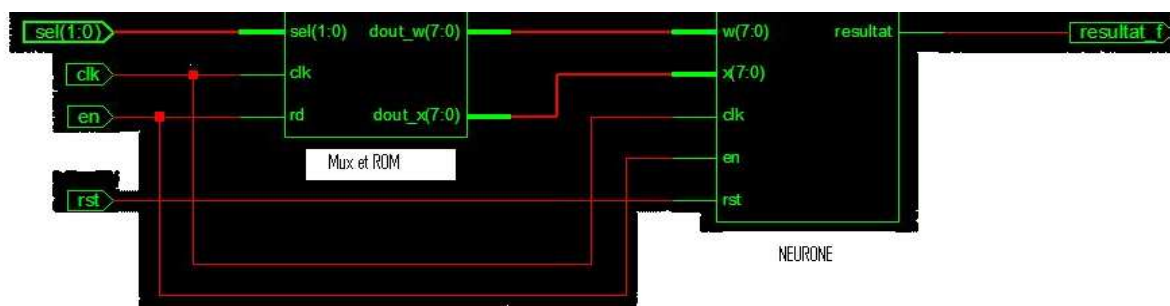 sel(1:0) sel(1:0) dout_w(7:0) w(7:0) resultat resultat_f
clk clk x(7:0)
en rd dout_x(7:0) clk
Mux et ROM en
rst rst
NEURONE